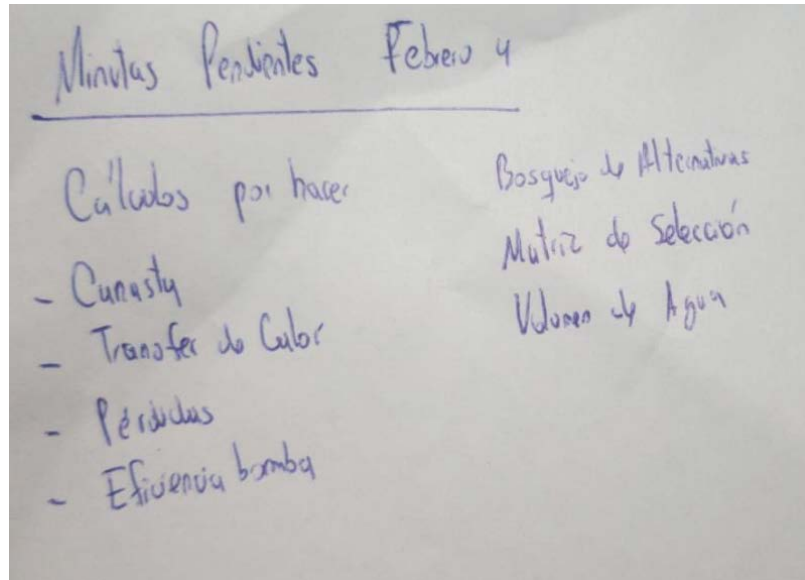 Minutas Pendientes Febrero 4
Cálculos por hacer
- Canasta
- Transfer de Calor
- Pérdidas
- Eficiencia bomba
Bosquejo de Alternativas
Matriz de Selección
Volumen de Agua